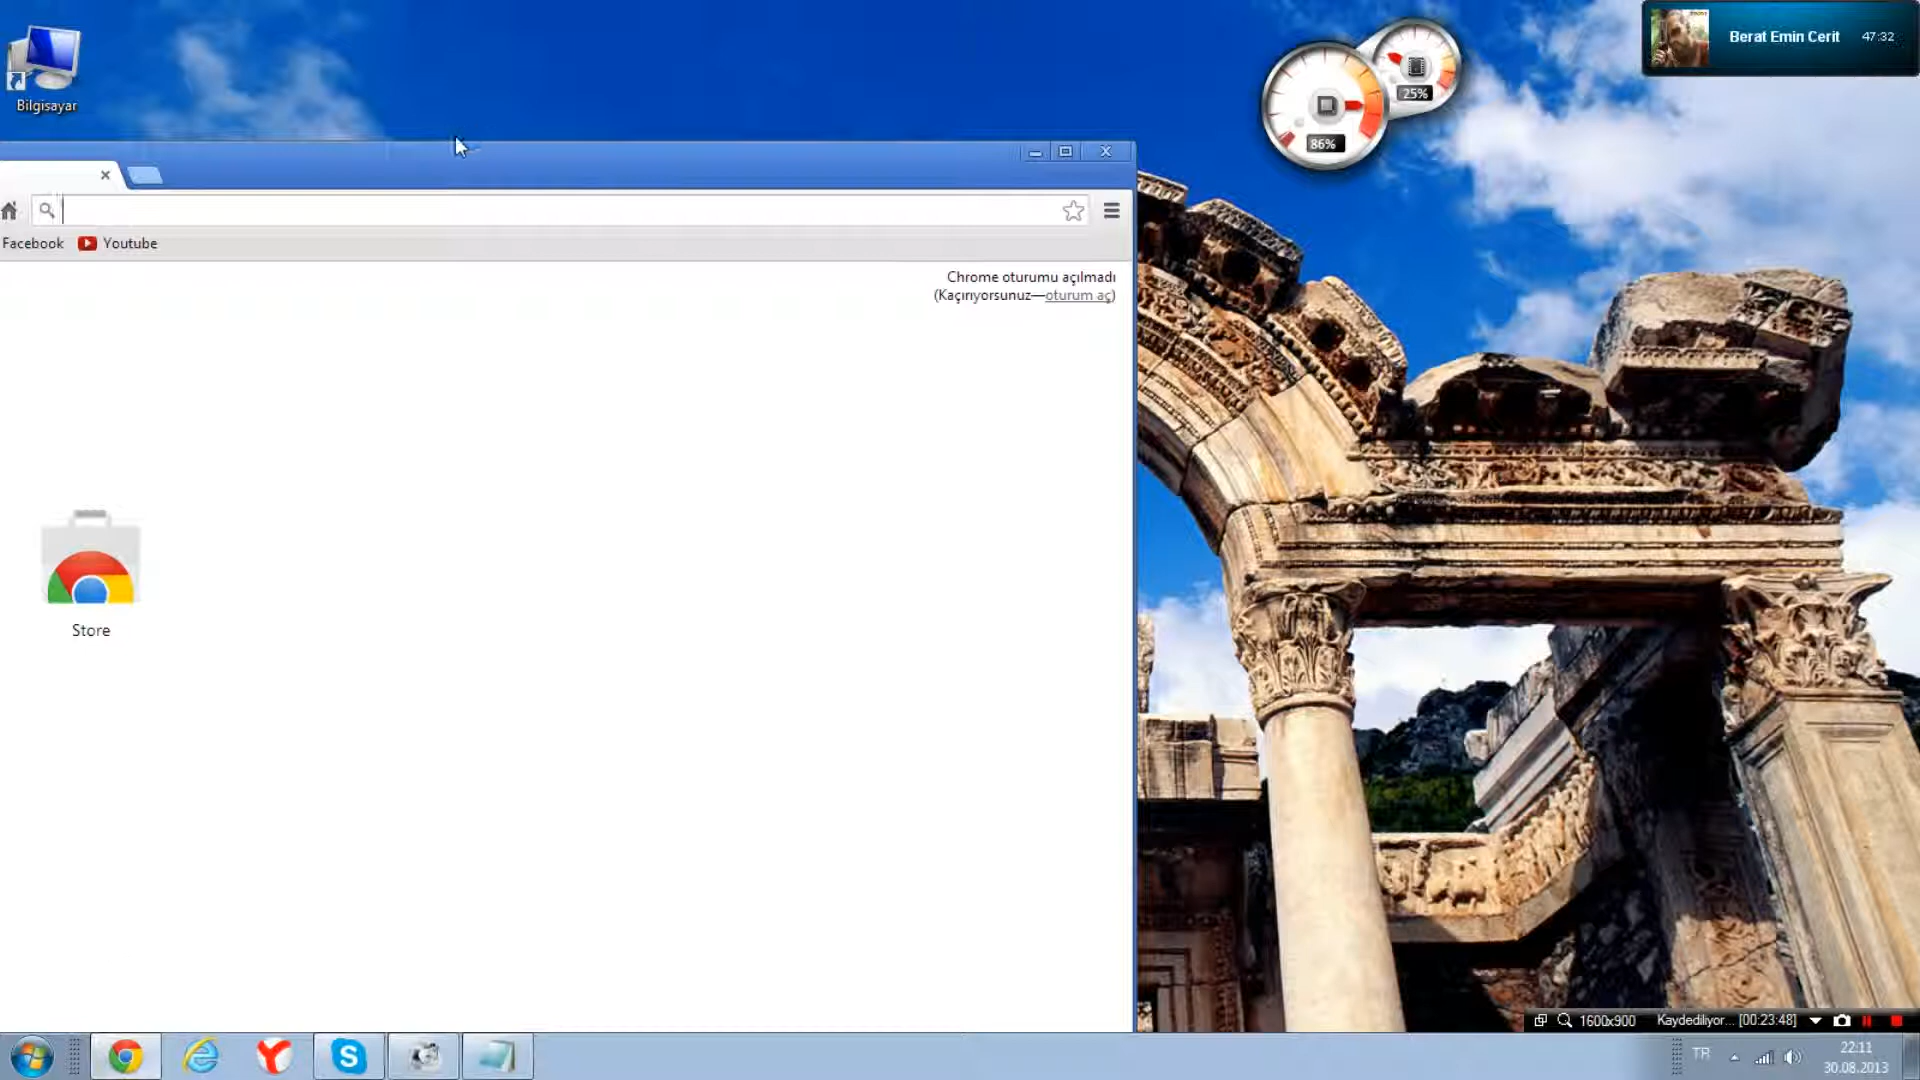 Bilgisayar
Berat Emin Cerit 47:32
25%
86%
Facebook Youtube
Chrome oturumu açılmadı
(Kaçırıyorsunuz—oturum aç)
Store
1600x900 Kaydediliyor... [00:23:48]
TR
22:11
30.08.2013